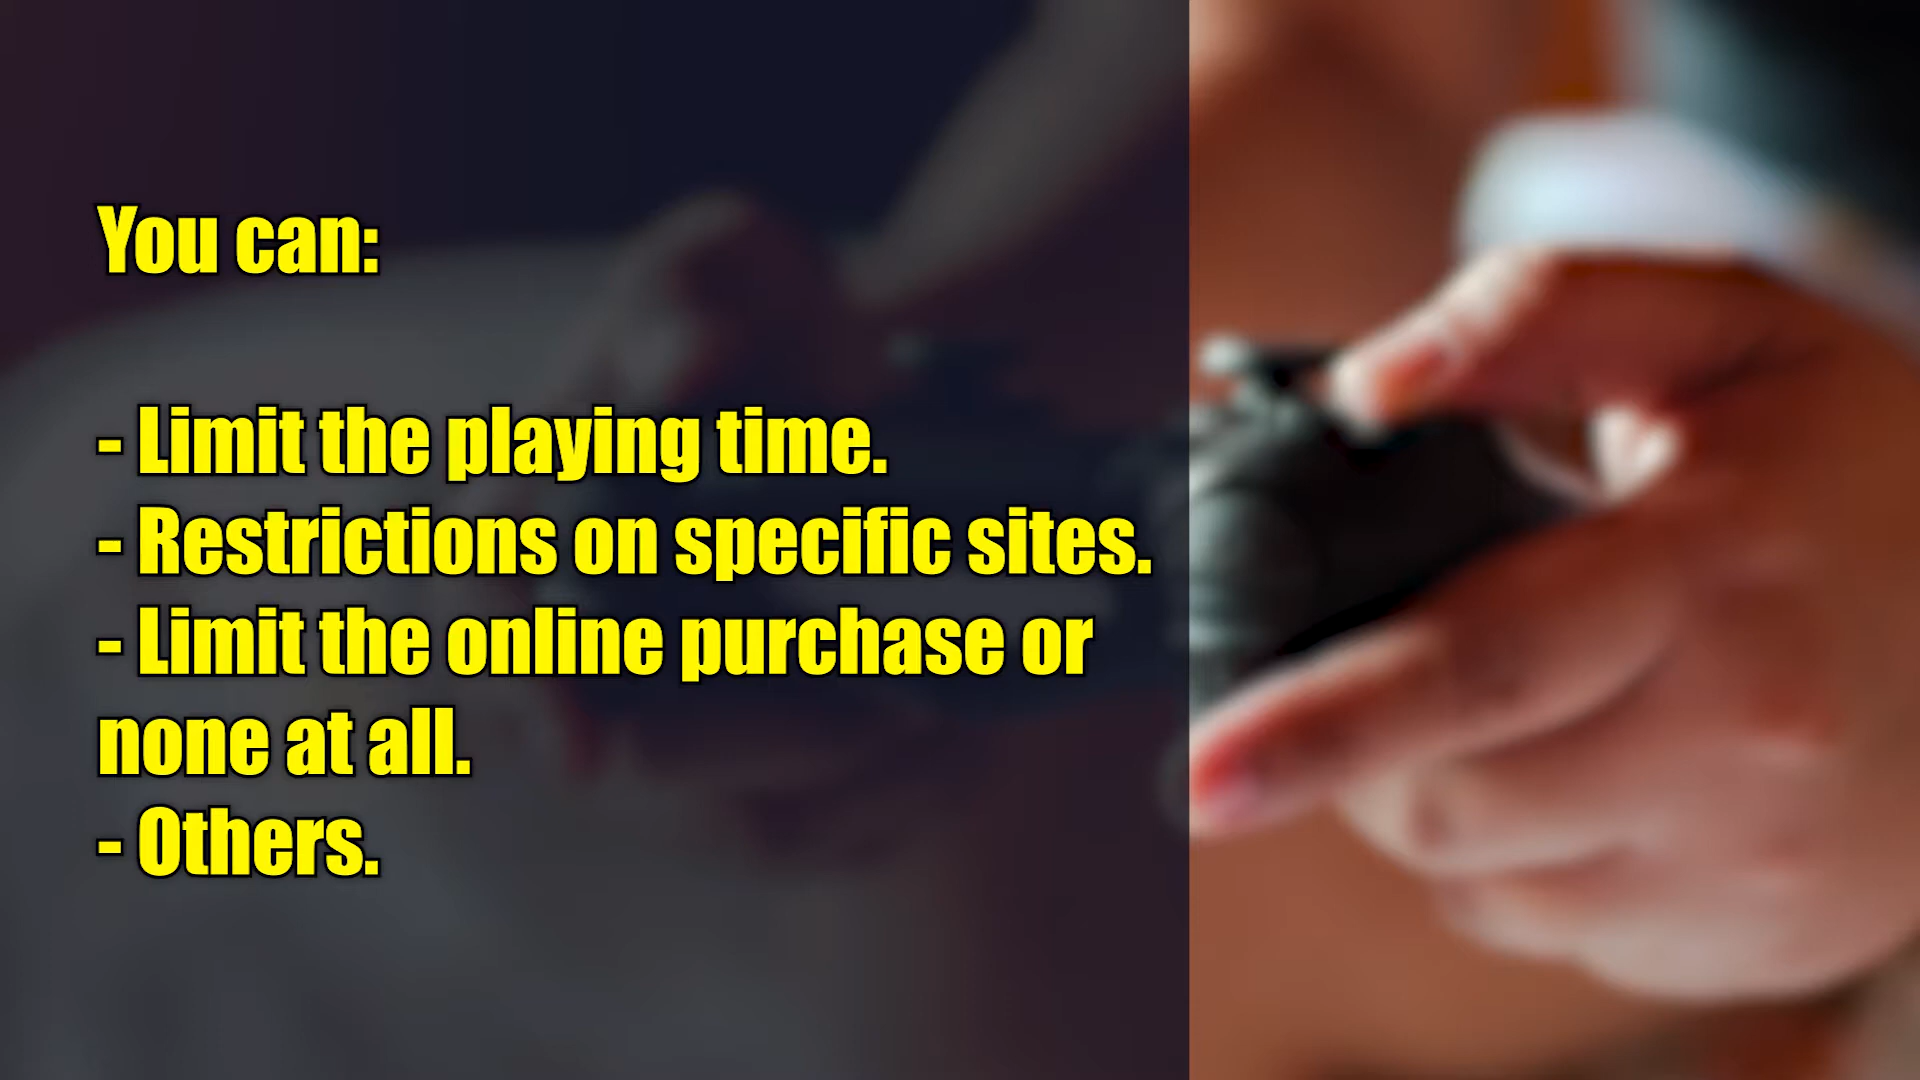 You can:
- Limit the playing time.
- Restrictions on specific sites.
- Limit the online purchase or
none at all.
- Others.